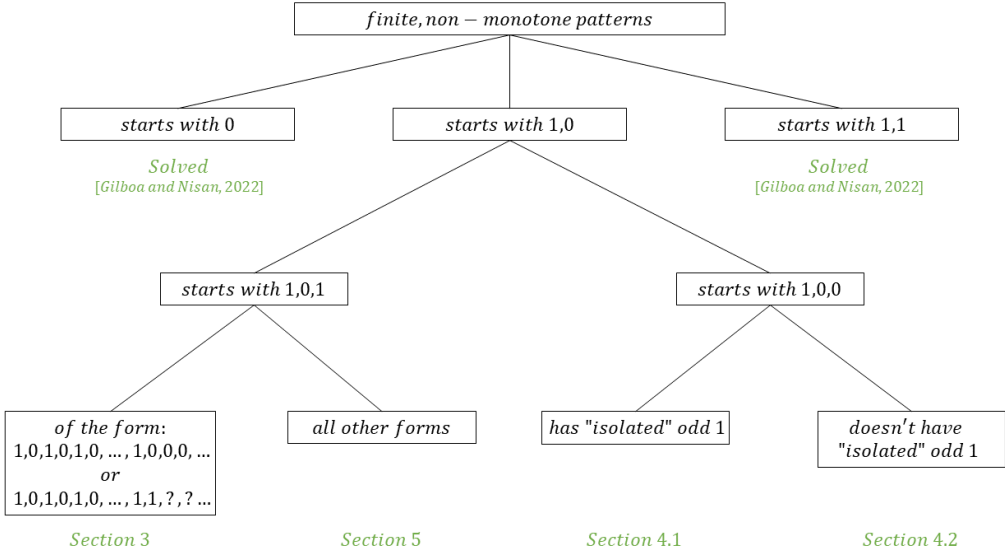 finite, non − monotone patterns
starts with 0
starts with 1,0
starts with 1,1
Solved
[Gilboa and Nisan, 2022]
Solved
[Gilboa and Nisan, 2022]
starts with 1,0,1
starts with 1,0,0
of the form:
1,0,1,0,1,0, … , 1,0,0,0, …
or
1,0,1,0,1,0, … , 1,1, ? , ? …
all other forms
has "isolated" odd 1
doesn't have
"isolated" odd 1
Section 3
Section 5
Section 4.1
Section 4.2